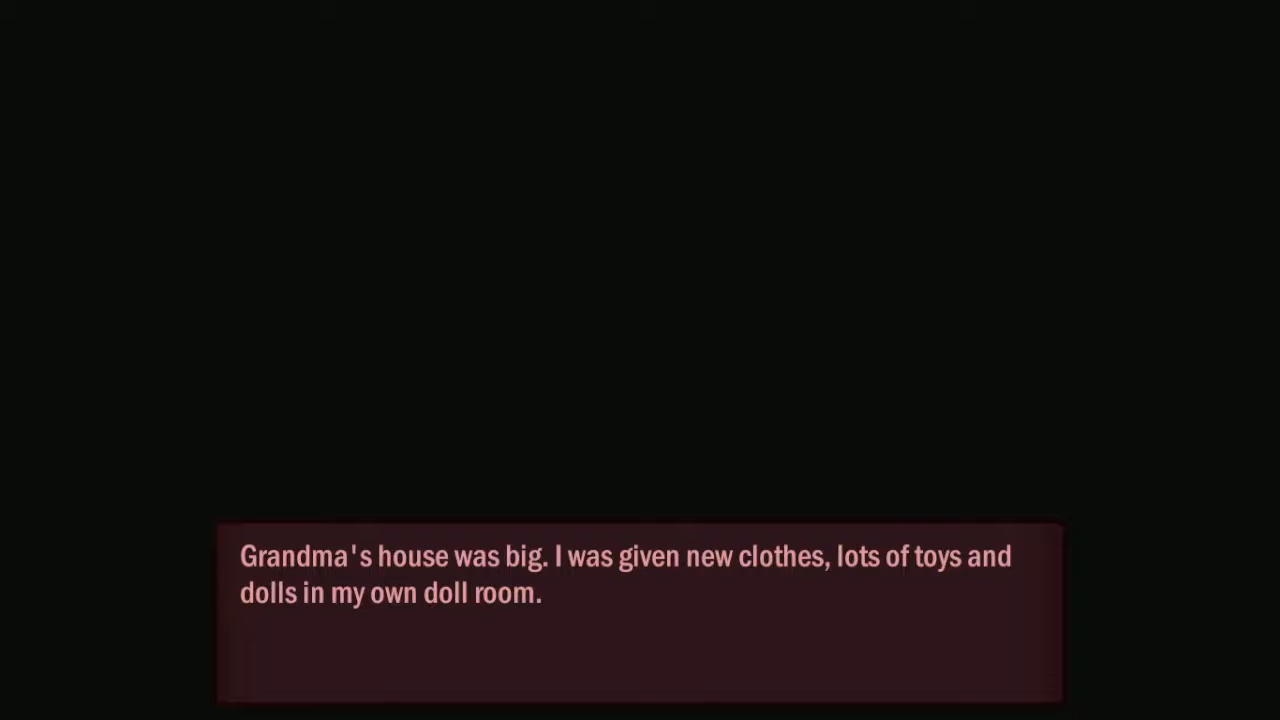 Grandma's house was big. I was given new clothes, lots of toys and
dolls in my own doll room.